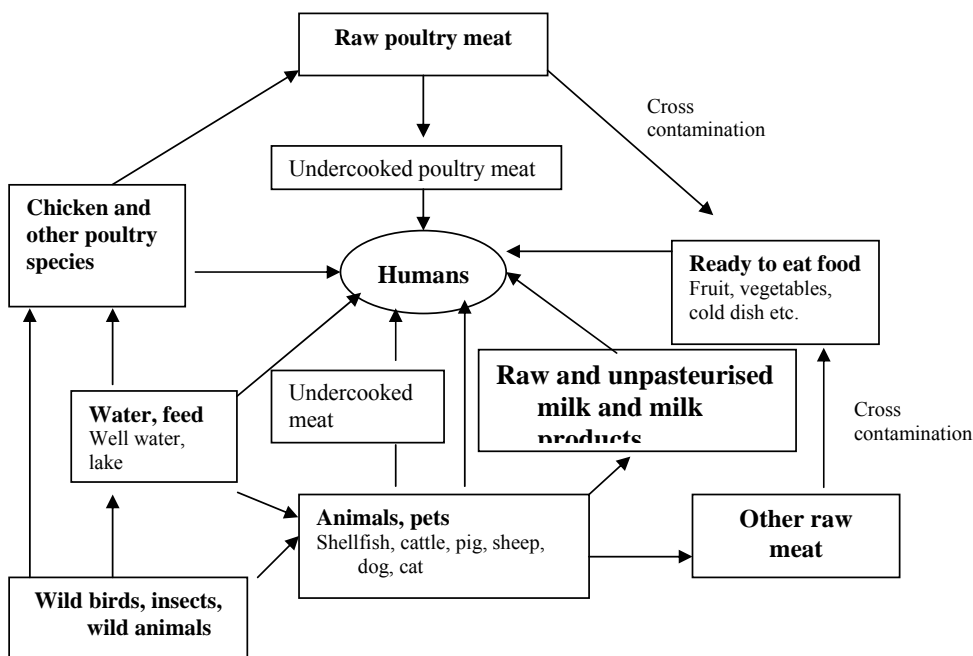 Raw poultry meat
Cross
contamination
Undercooked poultry meat
Chicken and
other poultry
species
Humans
Ready to eat food
Fruit, vegetables,
cold dish etc.
Undercooked
meat
Raw and unpasteurised
milk and milk
products
Water, feed
Well water,
lake
Cross
contamination
Animals, pets
Shellfish, cattle, pig, sheep,
dog, cat
Other raw
meat
Wild birds, insects,
wild animals